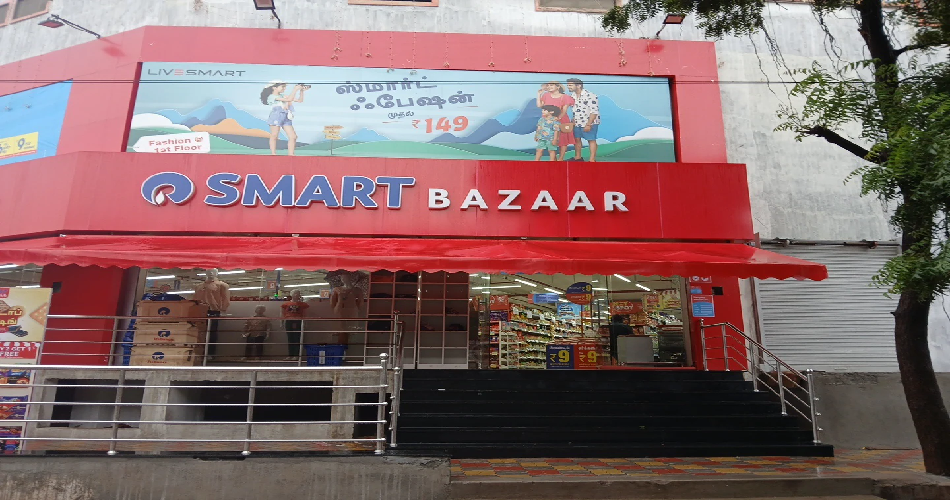 LIVESMART
ஸ்மார்ட்
ஃபேஷன்
முதல்
₹ 149
Fashion @
1st Floor
SMART BAZAAR
₹9
₹9
FREE